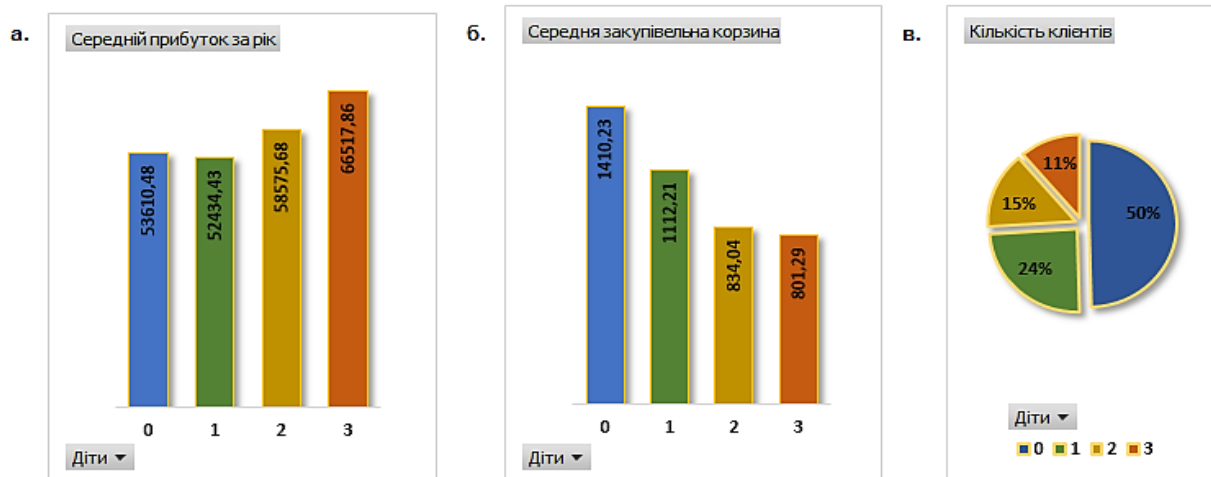 а.
Середній прибуток за рік
53610,48
52434,43
58575,68
66517,86
0 1 2 3
Діти
б.
Середня закупівельна корзина
1410,23
1112,21
834,04
801,29
0 1 2 3
Діти
в.
Кількість клієнтів
11%
50%
15%
24%
Діти
0 1 2 3